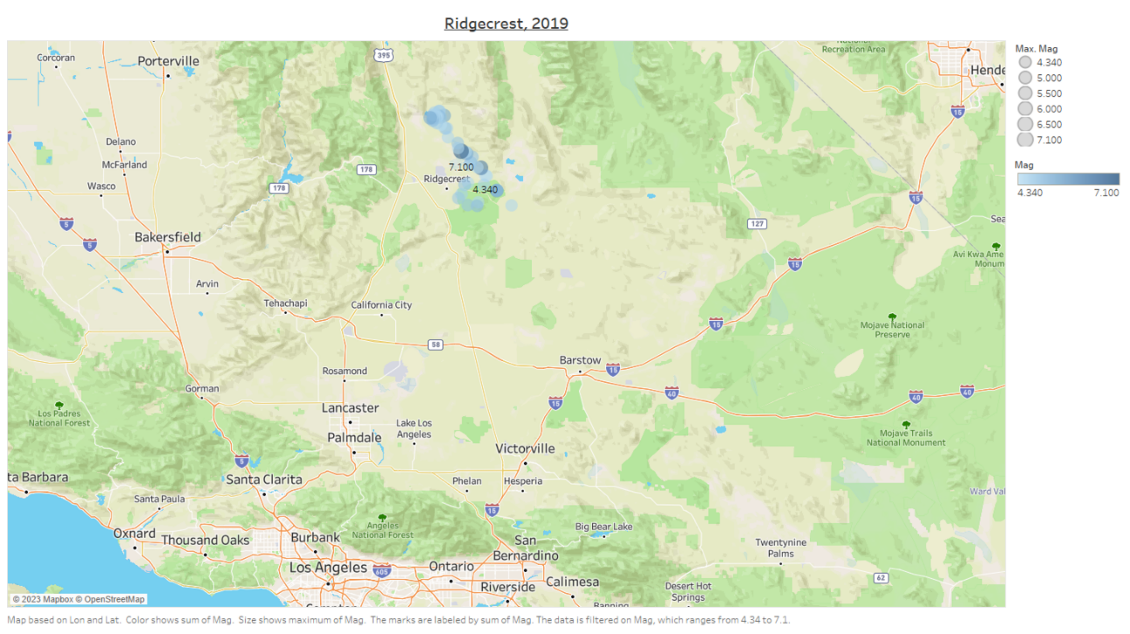 Ridgecrest, 2019
Recreation Area
Corcoran
Porterville
395
Hende
15
Delano
McFarland
Wasco
178
178
7.100
Ridgecrest
4.340
15
5
5
Bakersfield
127
Sea
Avi Kwa Ame
Monum
15
Arvin
Tehachapi
California City
15
Mojave National
Preserve
58
Barstow
15
Rosamond
Gorman
40
40
40
15
Los Padres
National Forest
Lancaster
Palmdale
Lake Los
Angeles
Mojave Trails
National Monument
Victorville
5
ta Barbara
Santa Clarita
Phelan
Hesperia
Santa Paula
Ward Val
15
Angeles
National Forest
Big Bear Lake
Oxnard
Thousand Oaks
Burbank
San
Bernardino
Twentynine
Palms
Los Angeles
605
Ontario
Riverside
Calimesa
Desert Hot
Springs
62
© 2023 Mapbox © OpenStreetMap
Max. Mag
4.340
5.000
5.500
6.000
6.500
7.100
Mag
4.340
7.100
Map based on Lon and Lat. Color shows sum of Mag. Size shows maximum of Mag. The marks are labeled by sum of Mag. The data is filtered on Mag, which ranges from 4.34 to 7.1.